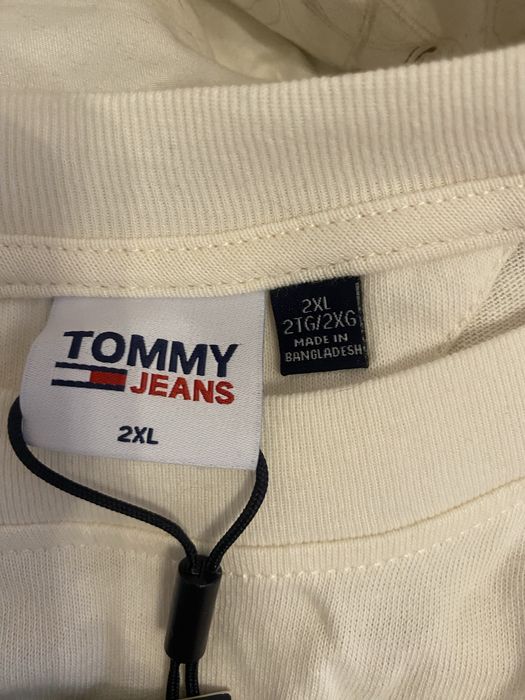 TOMMY
JEANS
2XL
2XL
2TG/2XG
MADE IN
BANGLADESH